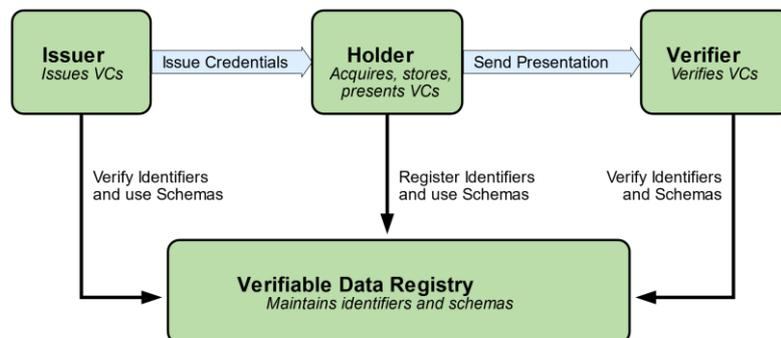 Issuer
Issues VCs
Issue Credentials
Holder
Acquires, stores,
presents VCs
Send Presentation
Verifier
Verifies VCs
Verify Identifiers
and use Schemas
Register Identifiers
and use Schemas
Verify Identifiers
and Schemas
Verifiable Data Registry
Maintains identifiers and schemas